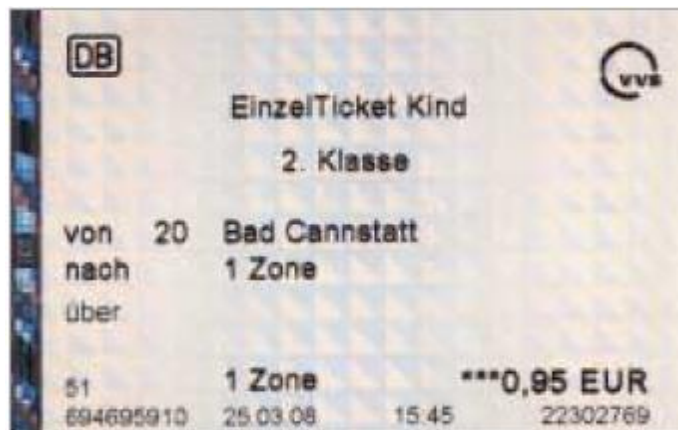 DB
vvs
EinzelTicket Kind
2. Klasse
von 20 Bad Cannstatt
nach 1 Zone
über
51 1 Zone ***0,95 EUR
694695910 25.03.08 15.45 22302769